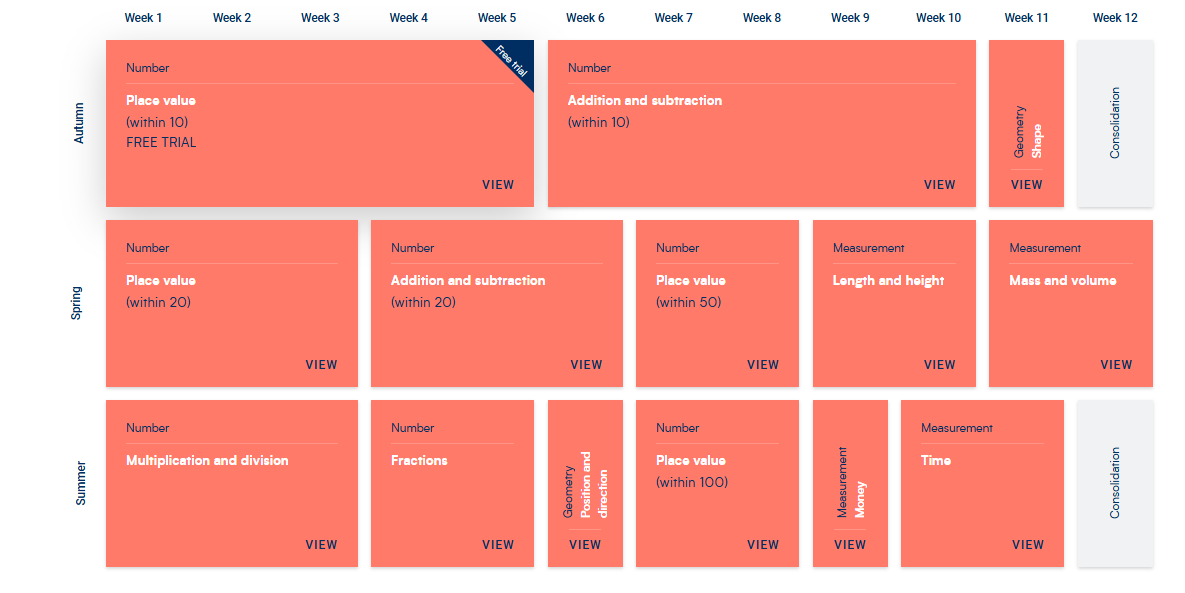 Week 1 Week 2 Week 3 Week 4 Week 5 Week 6 Week 7 Week 8 Week 9 Week 10 Week 11 Week 12
Autumn
Number
Free trial
Place value
(within 10)
FREE TRIAL
VIEW
Number
Addition and subtraction
(within 10)
VIEW
Geometry
Shape
VIEW
Consolidation
Spring
Number
Place value
(within 20)
VIEW
Number
Addition and subtraction
(within 20)
VIEW
Number
Place value
(within 50)
VIEW
Measurement
Length and height
VIEW
Measurement
Mass and volume
VIEW
Summer
Number
Multiplication and division
VIEW
Number
Fractions
VIEW
Geometry
Position and
direction
VIEW
Number
Place value
(within 100)
VIEW
Measurement
Money
VIEW
Measurement
Time
VIEW
Consolidation